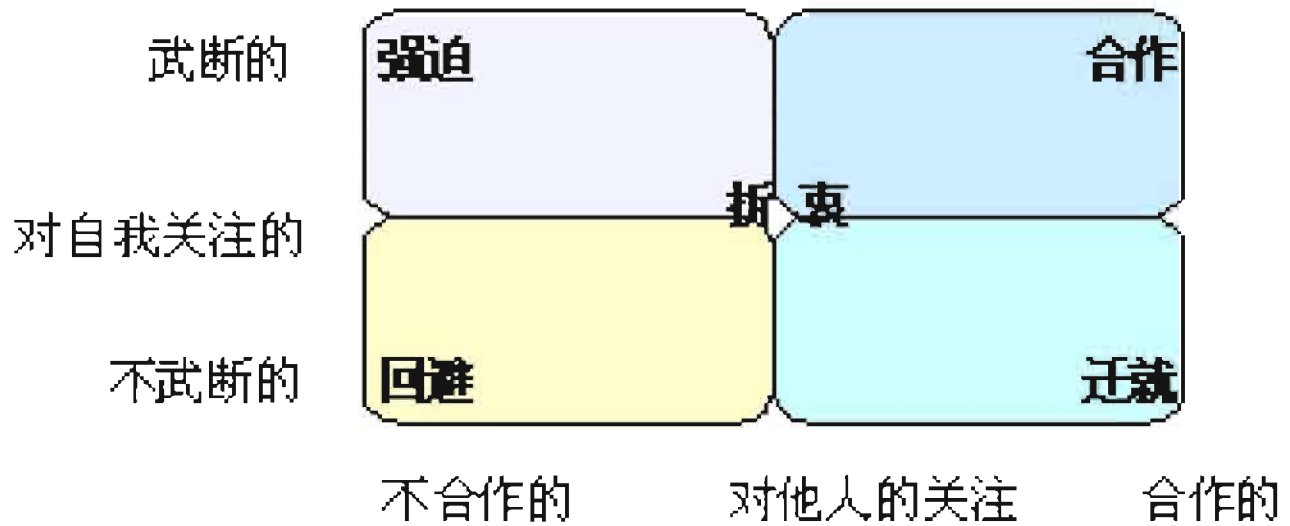 武断的
强迫
合作
折衷
对自我关注的
不武断的
回避
迁就
不合作的
对他人的关注
合作的